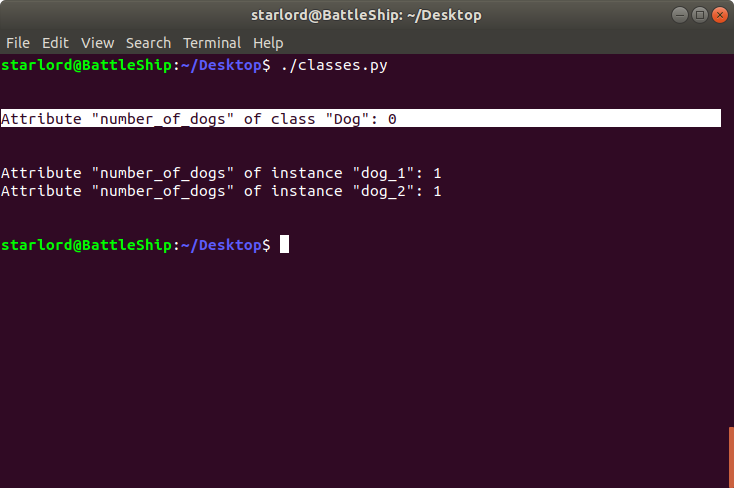 starlord@BattleShip: ~/Desktop
File Edit View Search Terminal Help
starlord@BattleShip:~/Desktop$ ./classes.py
Attribute "number_of_dogs" of class "Dog": 0
Attribute "number_of_dogs" of instance "dog_1": 1
Attribute "number_of_dogs" of instance "dog_2": 1
starlord@BattleShip:~/Desktop$